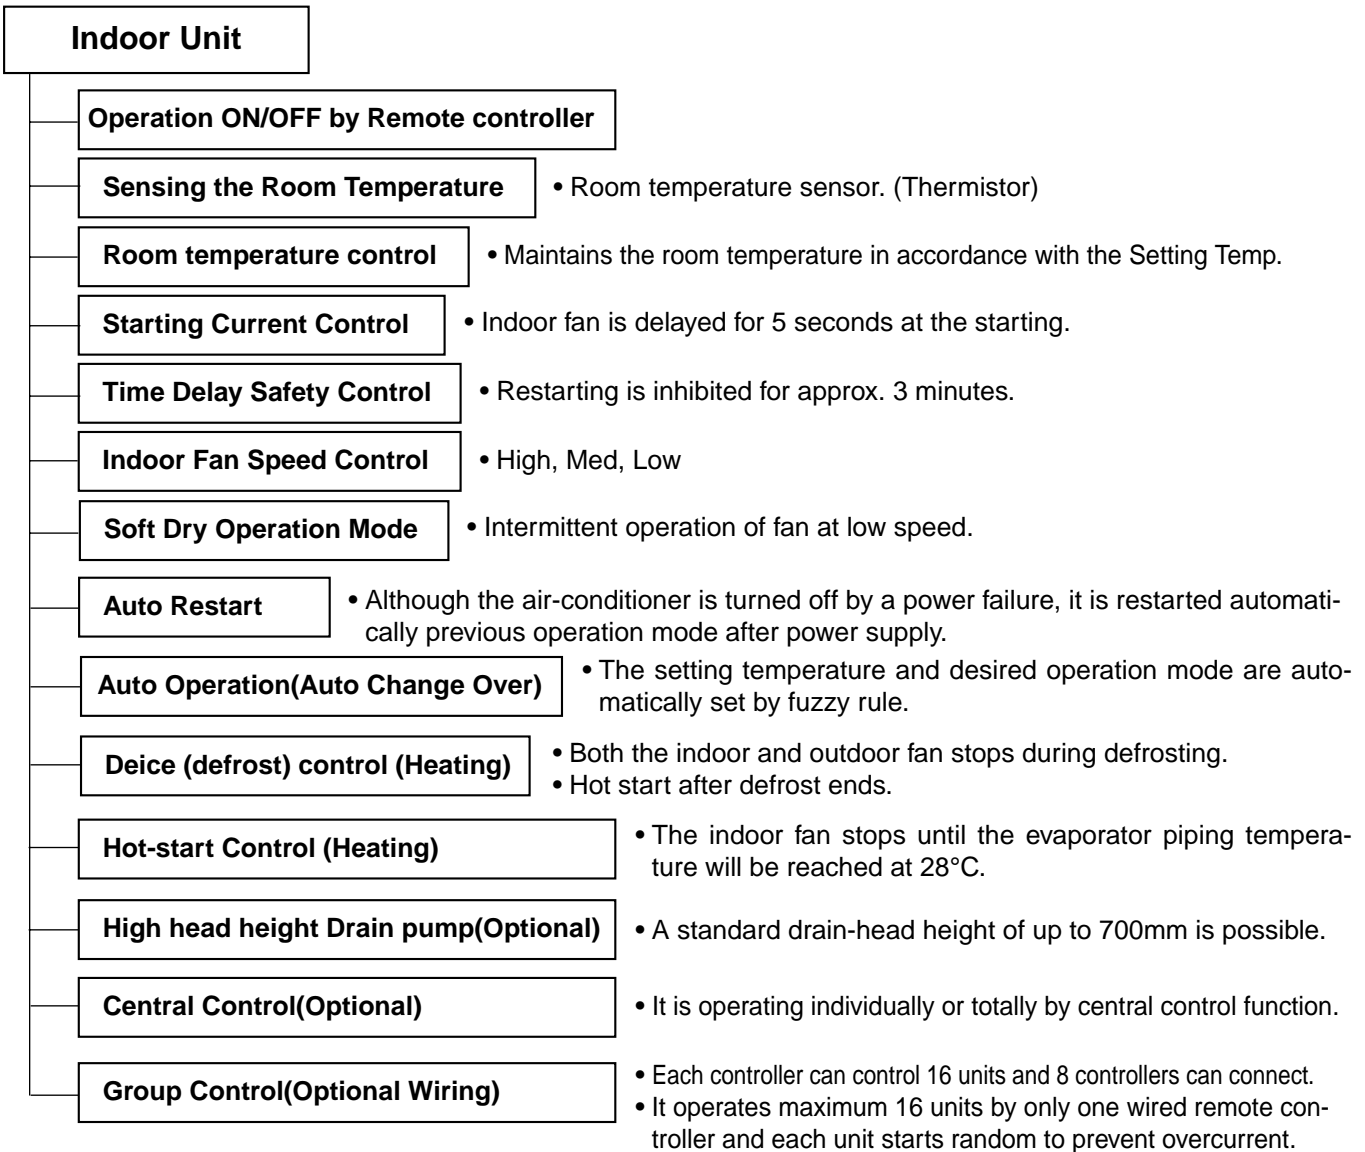 Indoor Unit
Operation ON/OFF by Remote controller
Sensing the Room Temperature
• Room temperature sensor. (Thermistor)
Room temperature control
• Maintains the room temperature in accordance with the Setting Temp.
Starting Current Control
• Indoor fan is delayed for 5 seconds at the starting.
Time Delay Safety Control
• Restarting is inhibited for approx. 3 minutes.
Indoor Fan Speed Control
• High, Med, Low
Soft Dry Operation Mode
• Intermittent operation of fan at low speed.
Auto Restart
• Although the air-conditioner is turned off by a power failure, it is restarted automati-
cally previous operation mode after power supply.
Auto Operation(Auto Change Over)
• The setting temperature and desired operation mode are auto-
matically set by fuzzy rule.
Deice (defrost) control (Heating)
• Both the indoor and outdoor fan stops during defrosting.
• Hot start after defrost ends.
Hot-start Control (Heating)
• The indoor fan stops until the evaporator piping tempera-
ture will be reached at 28°C.
High head height Drain pump(Optional)
• A standard drain-head height of up to 700mm is possible.
Central Control(Optional)
• It is operating individually or totally by central control function.
Group Control(Optional Wiring)
• Each controller can control 16 units and 8 controllers can connect.
• It operates maximum 16 units by only one wired remote con-
troller and each unit starts random to prevent overcurrent.